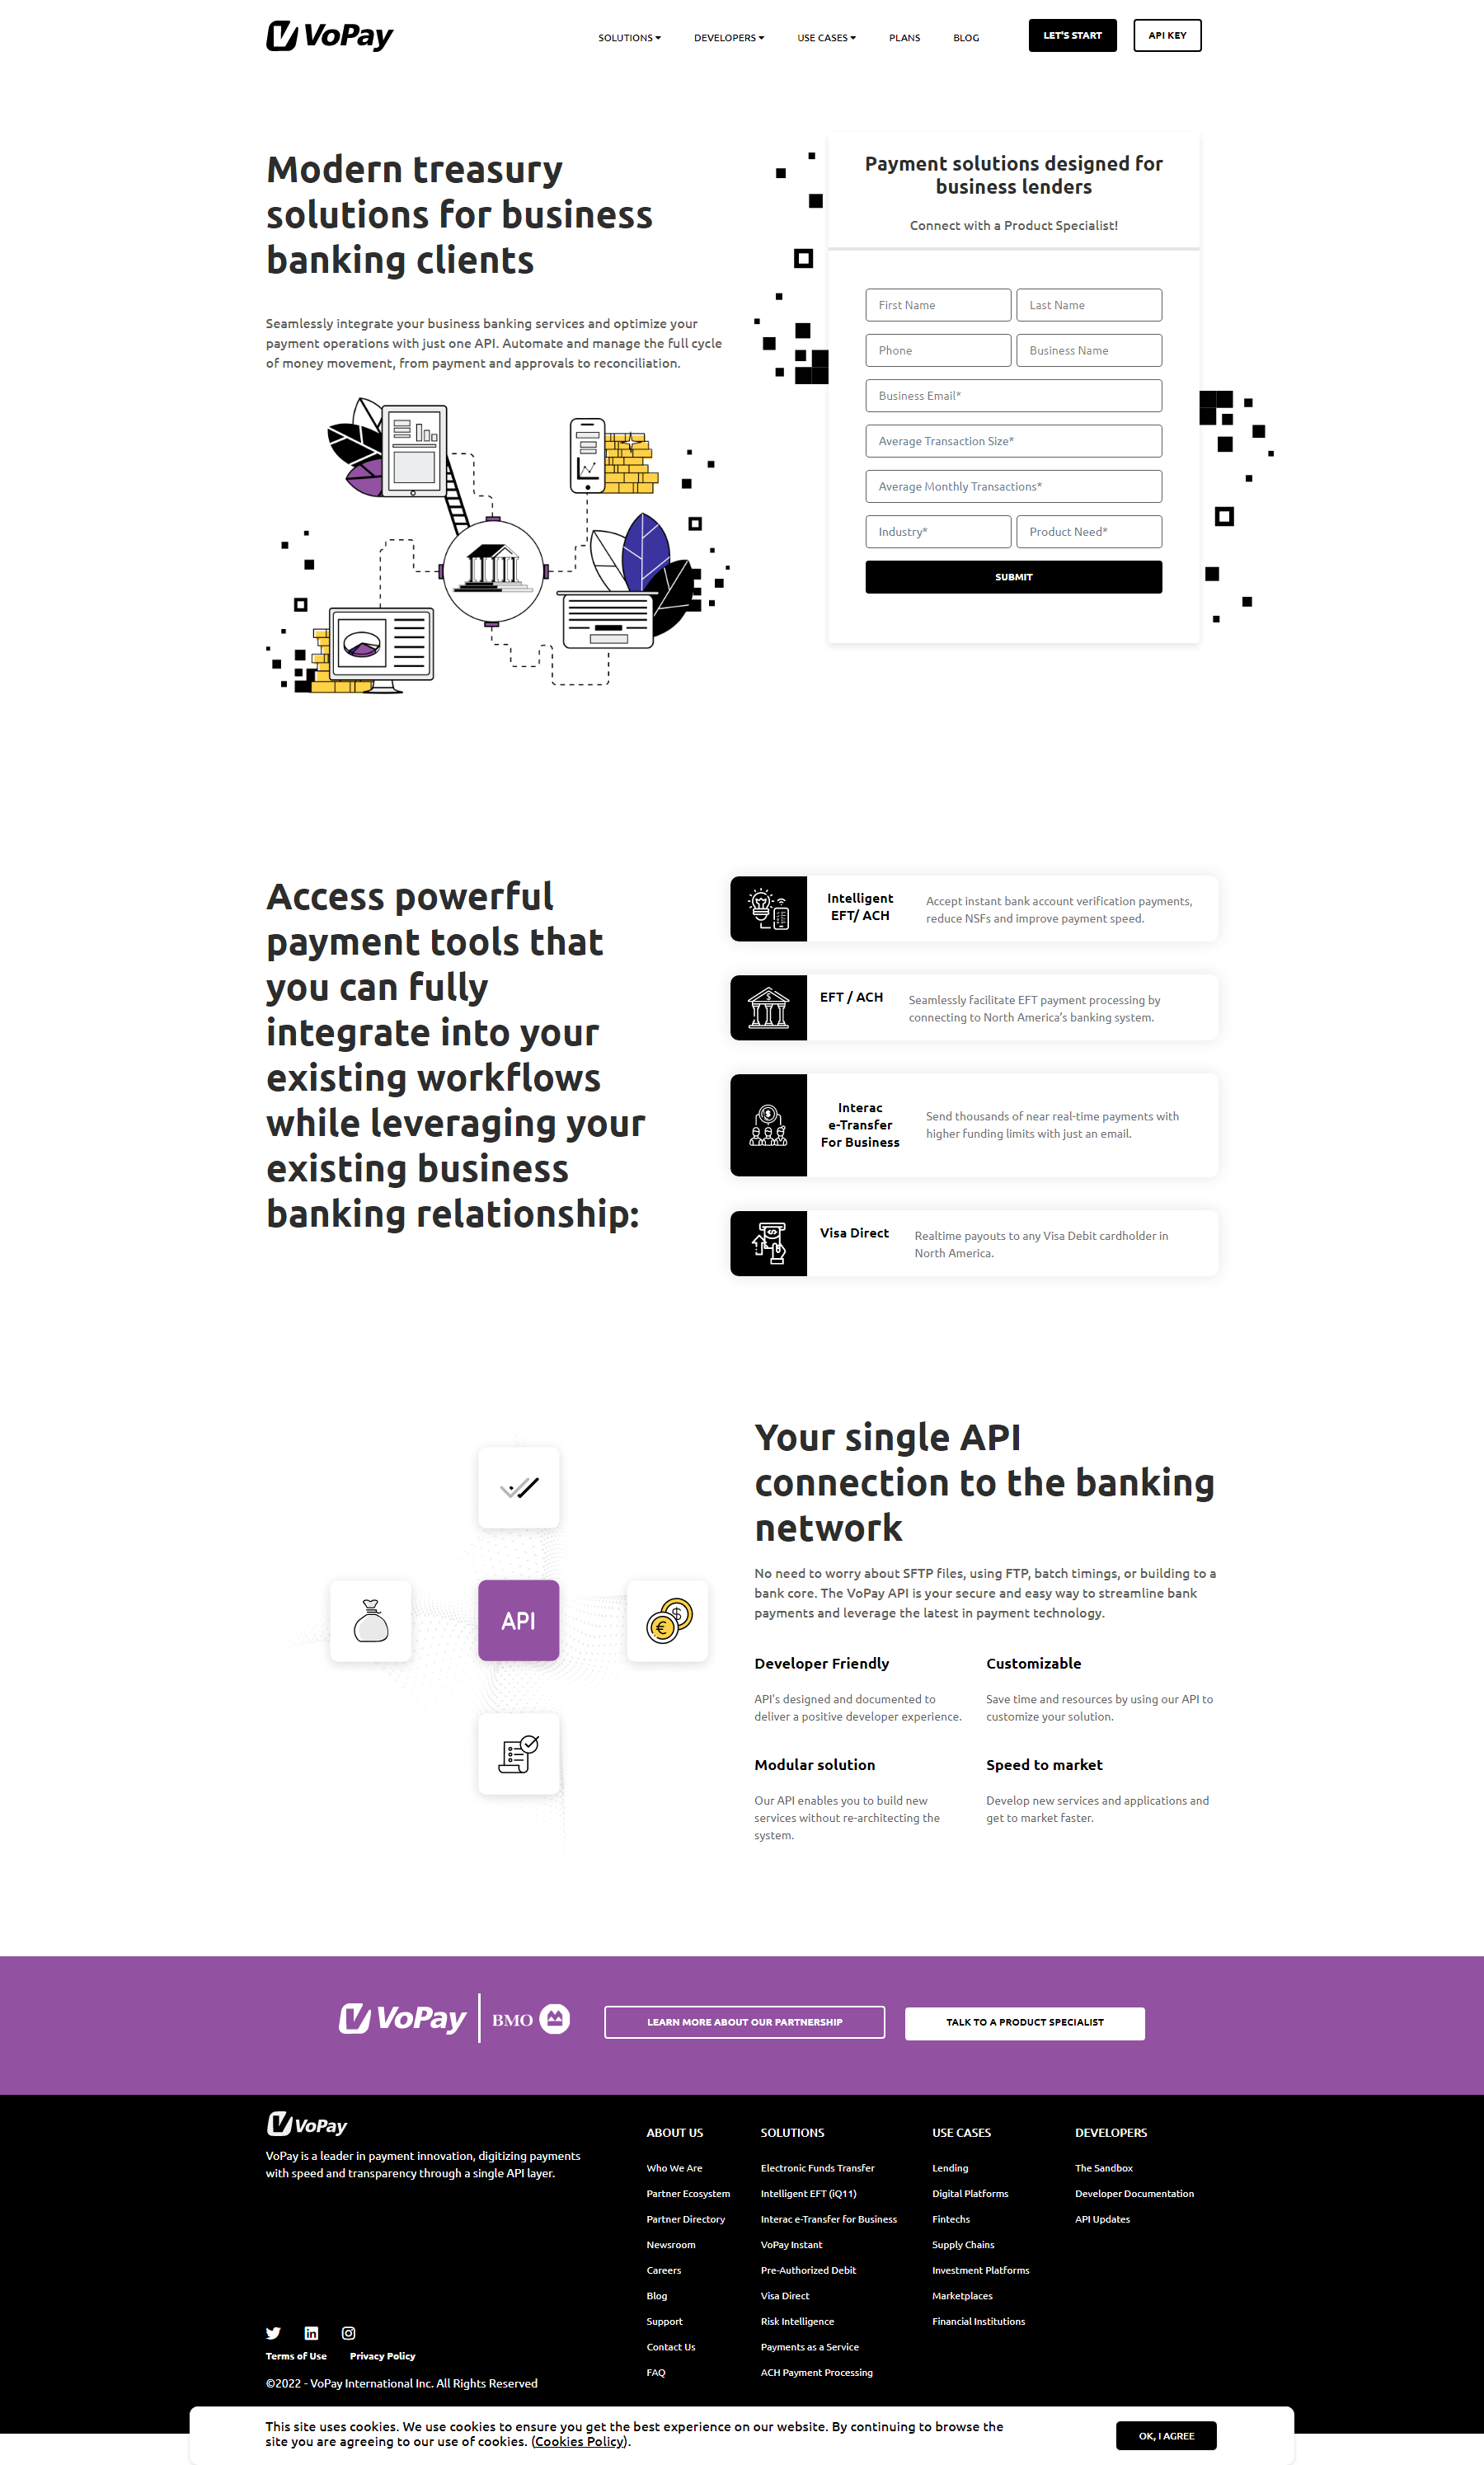 VoPay
SOLUTIONS
DEVELOPERS
USE CASES
PLANS
BLOG
LET'S START
API KEY
Modern treasury
solutions for business
banking clients
Seamlessly integrate your business banking services and optimize your
payment operations with just one API. Automate and manage the full cycle
of money movement, from payment and approvals to reconciliation.
Payment solutions designed for
business lenders
Connect with a Product Specialist!
First Name
Last Name
Phone
Business Name
Business Email*
Average Transaction Size*
Average Monthly Transactions*
Industry*
Product Need*
SUBMIT
Access powerful
payment tools that
you can fully
integrate into your
existing workflows
while leveraging your
existing business
banking relationship:
Intelligent
EFT/ ACH
Accept instant bank account verification payments,
reduce NSFs and improve payment speed.
EFT / ACH
Seamlessly facilitate EFT payment processing by
connecting to North America's banking system.
Interac
e-Transfer
For Business
Send thousands of near real-time payments with
higher funding limits with just an email.
Visa Direct
Realtime payouts to any Visa Debit cardholder in
North America.
API
Your single API
connection to the banking
network
No need to worry about SFTP files, using FTP, batch timings, or building to a
bank core. The VoPay API is your secure and easy way to streamline bank
payments and leverage the latest in payment technology.
Developer Friendly
API's designed and documented to
deliver a positive developer experience.
Customizable
Save time and resources by using our API to
customize your solution.
Modular solution
Our API enables you to build new
services without re-architecting the
system.
Speed to market
Develop new services and applications and
get to market faster.
VoPay
BMO
LEARN MORE ABOUT OUR PARTNERSHIP
TALK TO A PRODUCT SPECIALIST
VoPay
VoPay is a leader in payment innovation, digitizing payments
with speed and transparency through a single API layer.
Terms of Use
Privacy Policy
©2022 - VoPay International Inc. All Rights Reserved
ABOUT US
Who We Are
Partner Ecosystem
Partner Directory
Newsroom
Careers
Blog
Support
Contact Us
FAQ
SOLUTIONS
Electronic Funds Transfer
Intelligent EFT (iQ11)
Interac e-Transfer for Business
VoPay Instant
Pre-Authorized Debit
Visa Direct
Risk Intelligence
Payments as a Service
ACH Payment Processing
USE CASES
Lending
Digital Platforms
Fintechs
Supply Chains
Investment Platforms
Marketplaces
Financial Institutions
DEVELOPERS
The Sandbox
Developer Documentation
API Updates
This site uses cookies. We use cookies to ensure you get the best experience on our website. By continuing to browse the
site you are agreeing to our use of cookies. (Cookies Policy).
OK, I AGREE